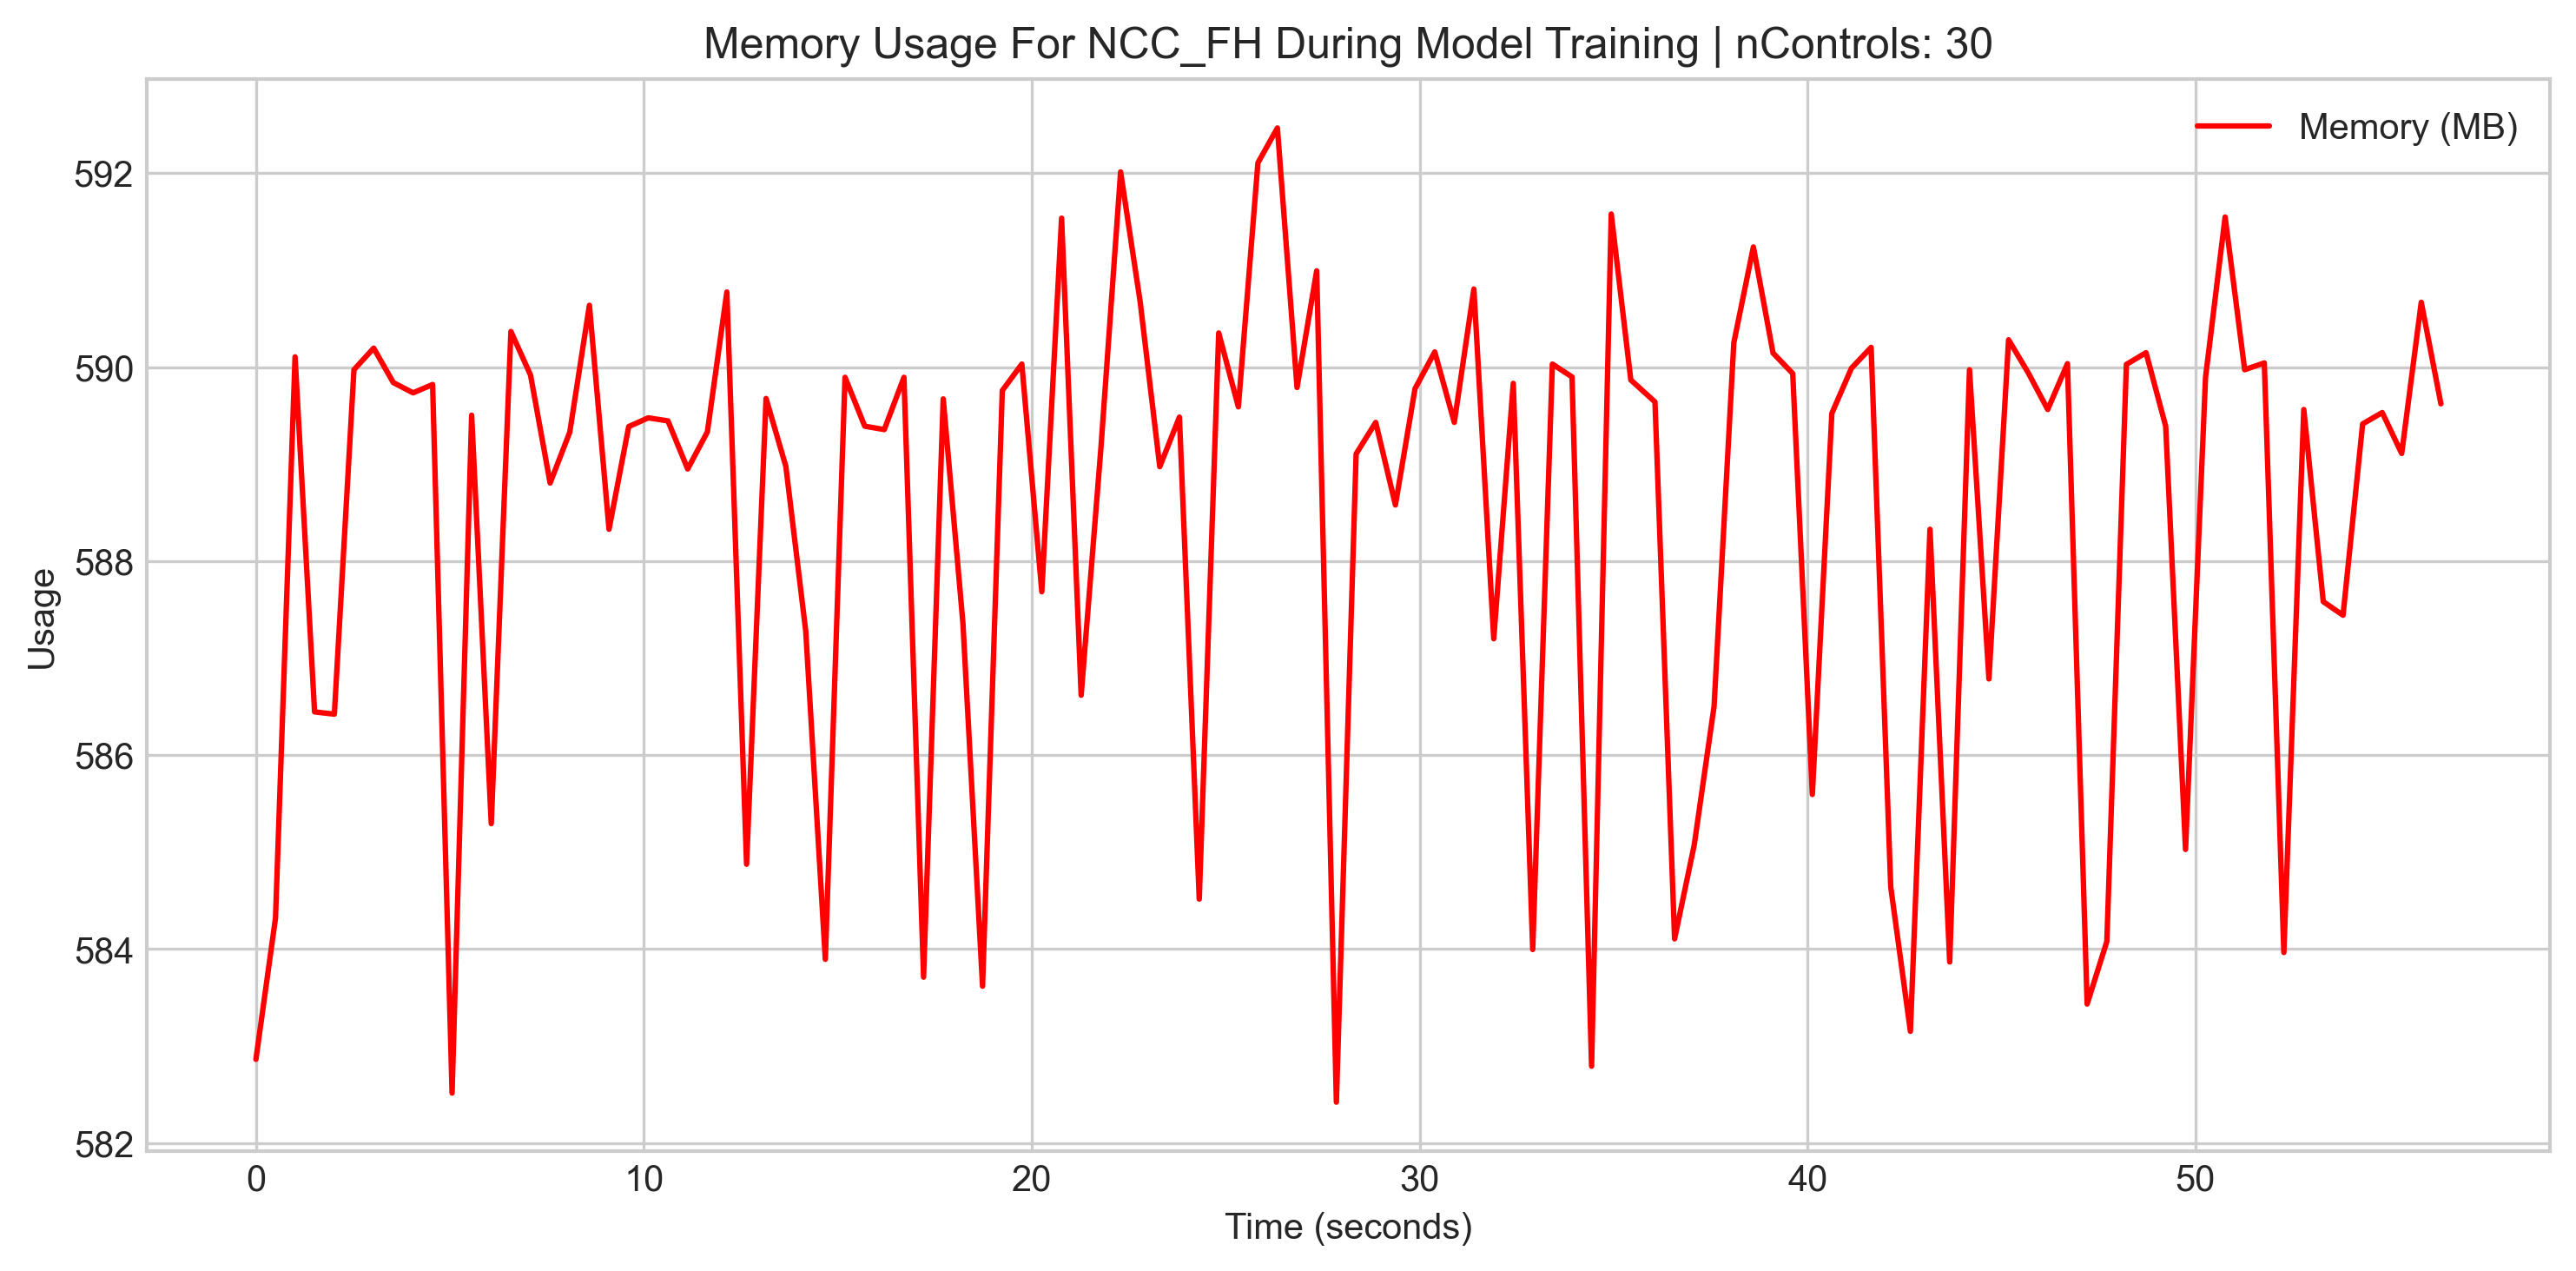 Memory Usage For NCC_FH During Model Training | nControls: 30
Memory (MB)
592
590
588
586
584
582
Usage
0 10 20 30 40 50
Time (seconds)